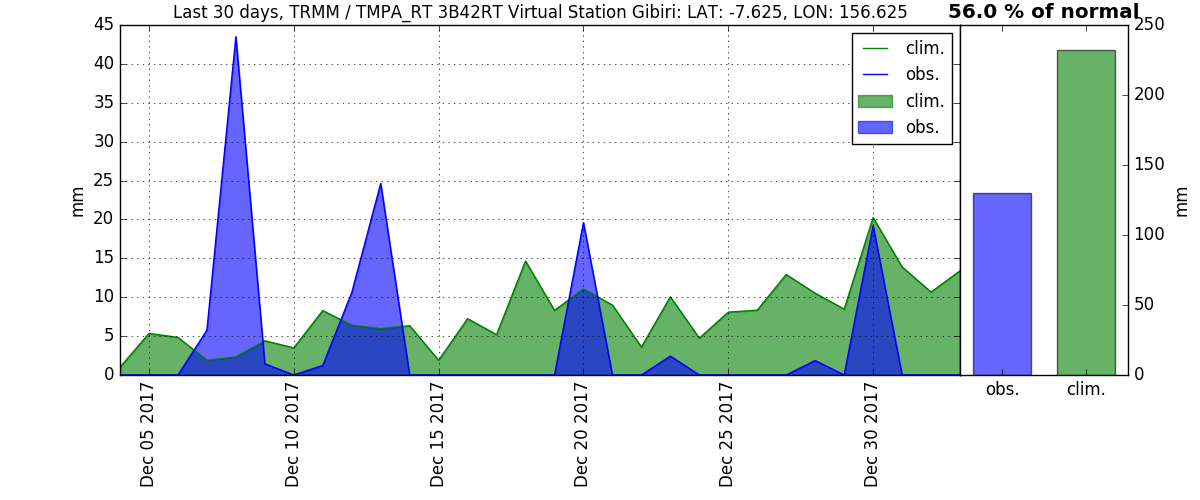 Last 30 days, TRMM / TMPA_RT 3B42RT Virtual Station Gibiri: LAT: -7.625, LON: 156.625
56.0 % of normal
45
40
35
30
25
20
15
10
5
0
mm
clim.
obs.
clim.
obs.
Dec 05 2017
Dec 10 2017
Dec 15 2017
Dec 20 2017
Dec 25 2017
Dec 30 2017
250
200
150
100
50
0
mm
obs.
clim.